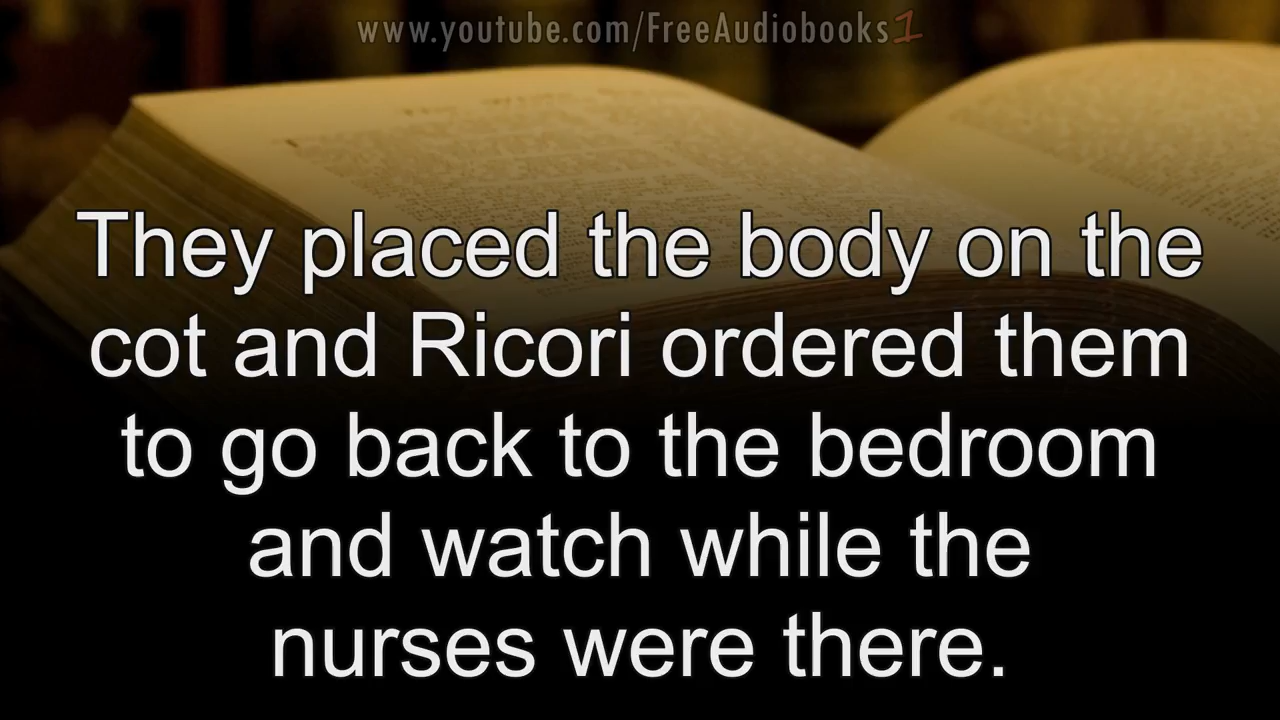 www.youtube.com/FreeAudiobooks1
They placed the body on the
cot and Ricori ordered them
to go back to the bedroom
and watch while the
nurses were there.